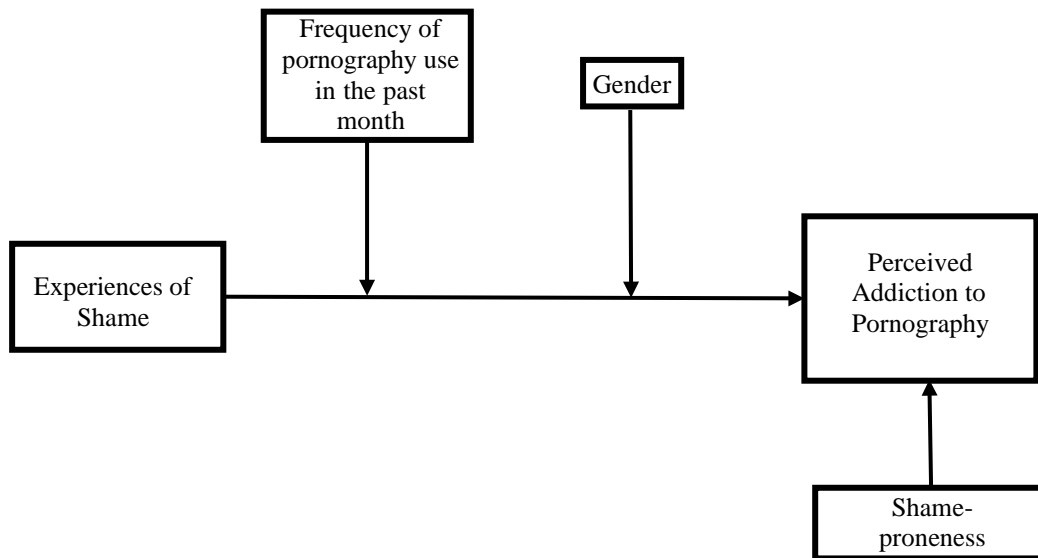 Frequency of
pornography use
in the past
month
Gender
Experiences of
Shame
Perceived
Addiction to
Pornography
Shame-
proneness